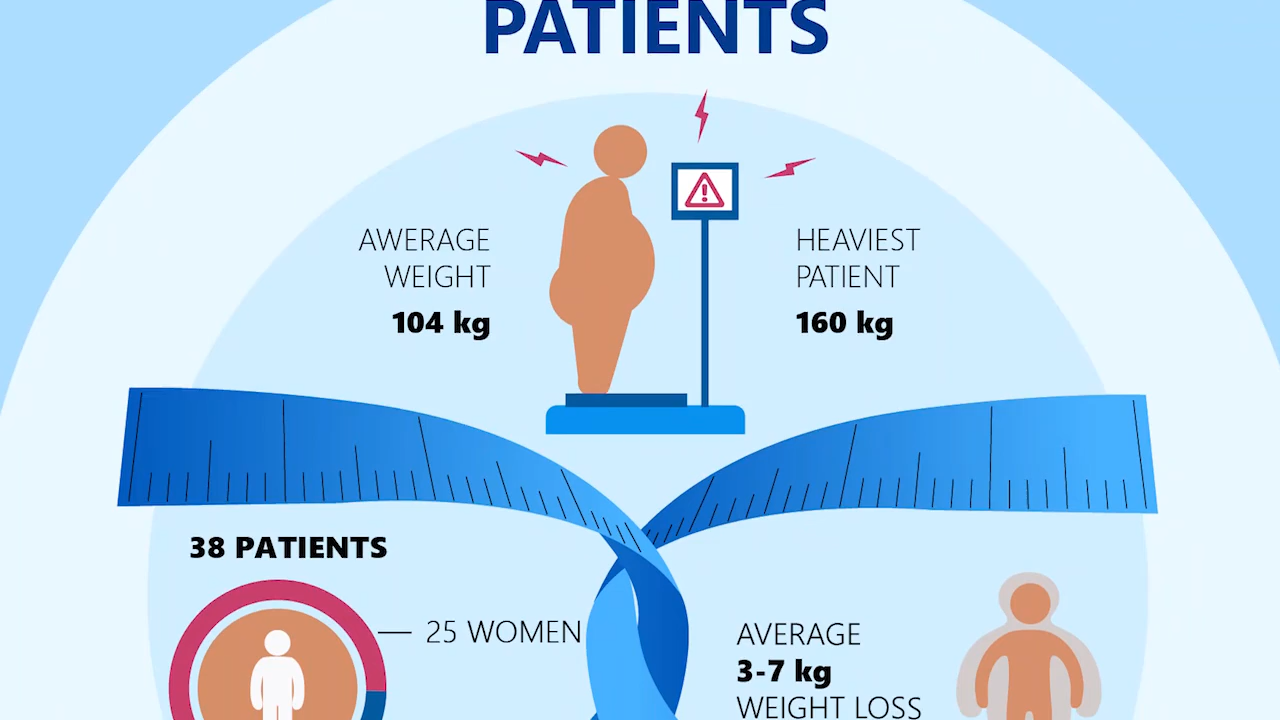 PATIENTS
AWERAGE
WEIGHT
104 kg
HEAVIEST
PATIENT
160 kg
38 PATIENTS
25 WOMEN
AVERAGE
3-7 kg
WEIGHT LOSS